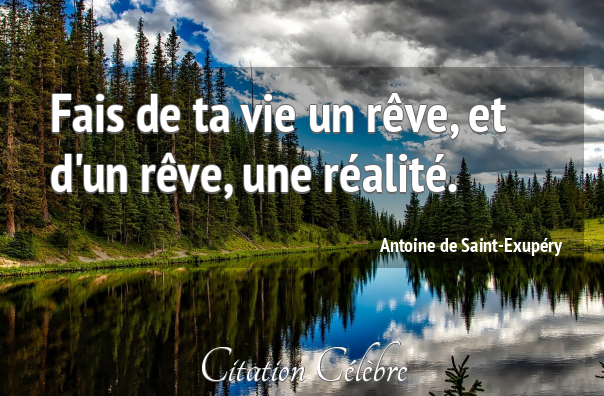 Fais de ta vie un rêve, et
d'un rêve, une réalité.
Antoine de Saint-Exupéry
Citation Célèbre